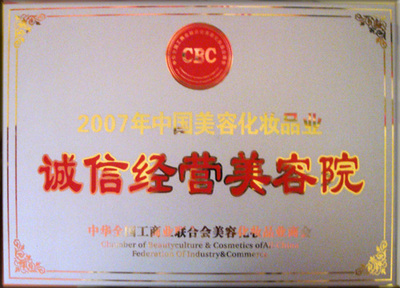 CBC
2007年中国美容化妆品业
诚信经营美容院
中华全国工商业联合会美容化妆品业商会
Chamber of Beautyculture & Cosmetics of
Federation Of Industry&Commerce